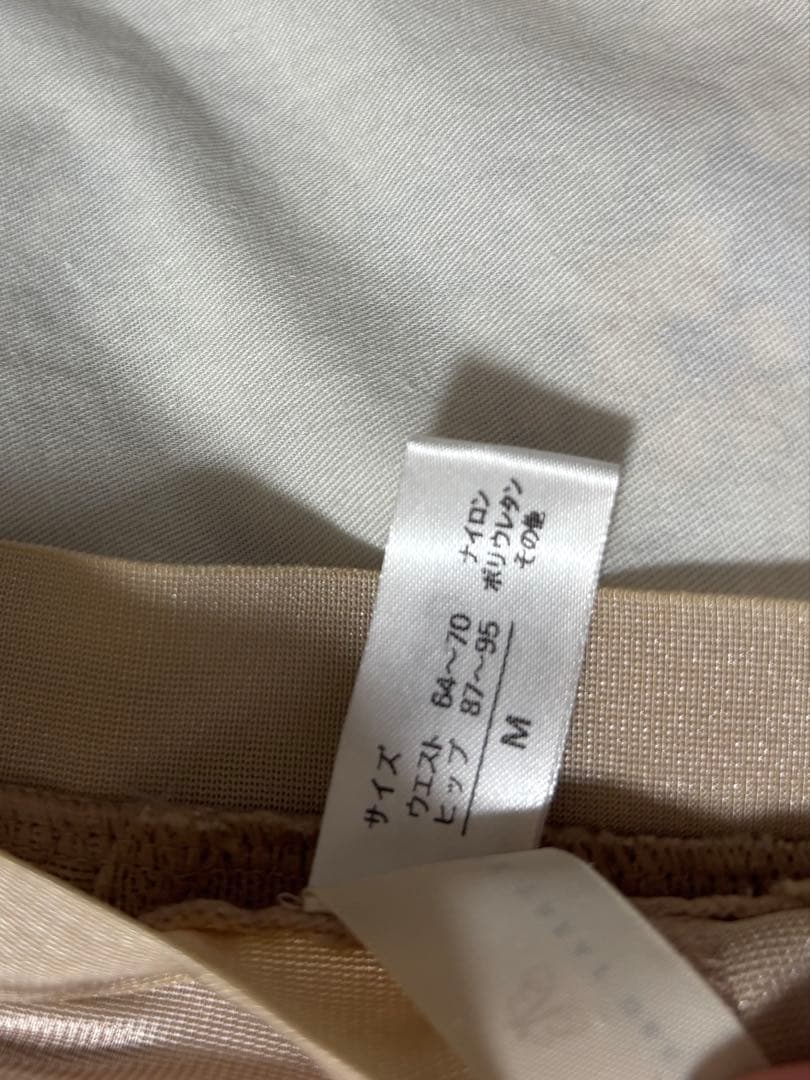 サイズ
ウエスト 64～70
ヒップ 87～95
M
ナイロン
ポリウレタン
その他